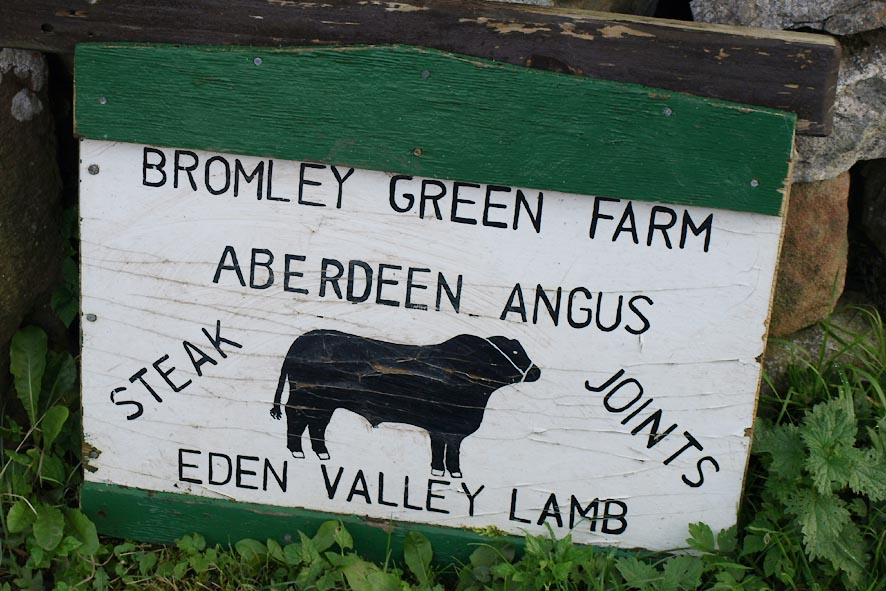 BROMLEY GREEN FARM
ABERDEEN ANGUS
STEAK
JOINTS
EDEN VALLEY LAMB